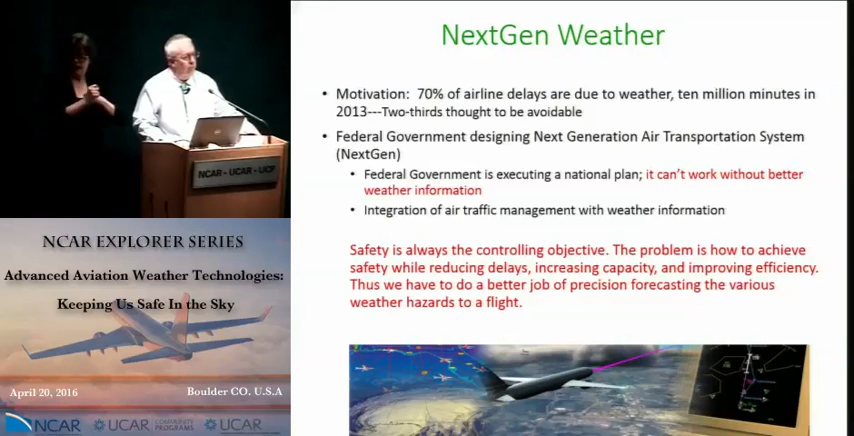 NextGen Weather
• Motivation: 70% of airline delays are due to weather, ten million minutes in
2013---Two-thirds thought to be avoidable
• Federal Government designing Next Generation Air Transportation System
(NextGen)
• Federal Government is executing a national plan; it can't work without better
weather information
• Integration of air traffic management with weather information
Safety is always the controlling objective. The problem is how to achieve
safety while reducing delays, increasing capacity, and improving efficiency.
Thus we have to do a better job of precision forecasting the various
weather hazards to a flight.
NCAR - UCAR - UCP
NCAR EXPLORER SERIES
Advanced Aviation Weather Technologies:
Keeping Us Safe In the Sky
April 20, 2016 Boulder CO. U.S.A
NCAR UCAR COMMUNITY PROGRAMS UCAR